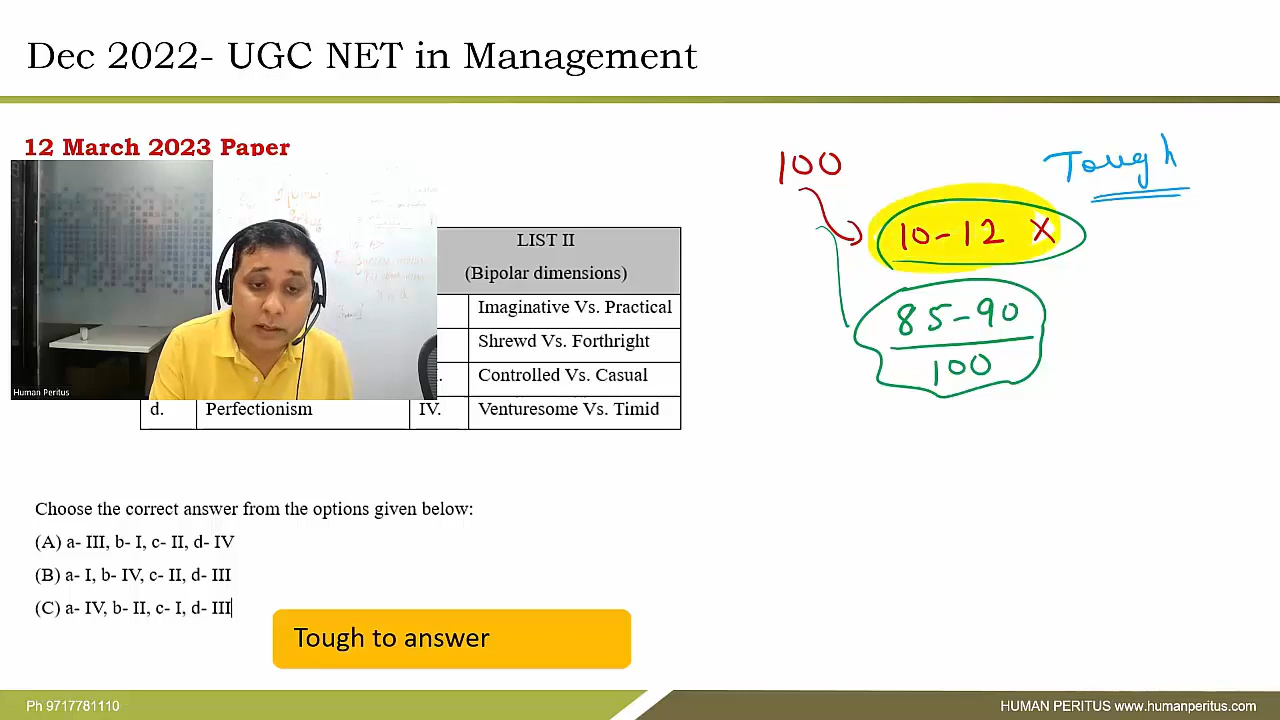 Dec 2022- UGC NET in Management
12 March 2023 Paper
100
Tough
10-12 X
85-90
100
LIST II
(Bipolar dimensions)
Imaginative Vs. Practical
Shrewd Vs. Forthright
Controlled Vs. Casual
d. Perfectionism IV. Venturesome Vs. Timid
Human Peritus
Choose the correct answer from the options given below:
(A) a- III, b- I, c- II, d- IV
(B) a- I, b- IV, c- II, d- III
(C) a- IV, b- II, c- I, d- III
Tough to answer
Ph 9717781110
HUMAN PERITUS www.humanperitus.com